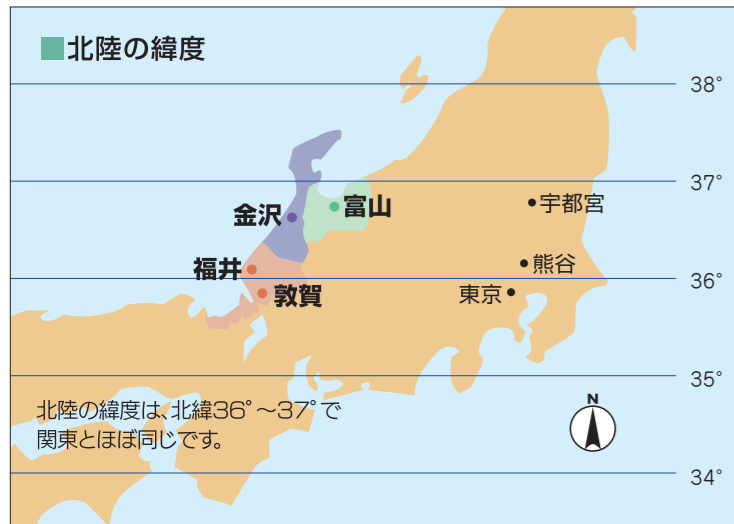 北陸の緯度
38°
37°
金沢
富山
宇都宮
福井
熊谷
36°
敦賀
東京
35°
北陸の緯度は、北緯36°～37°で
関東とほぼ同じです。
N
34°